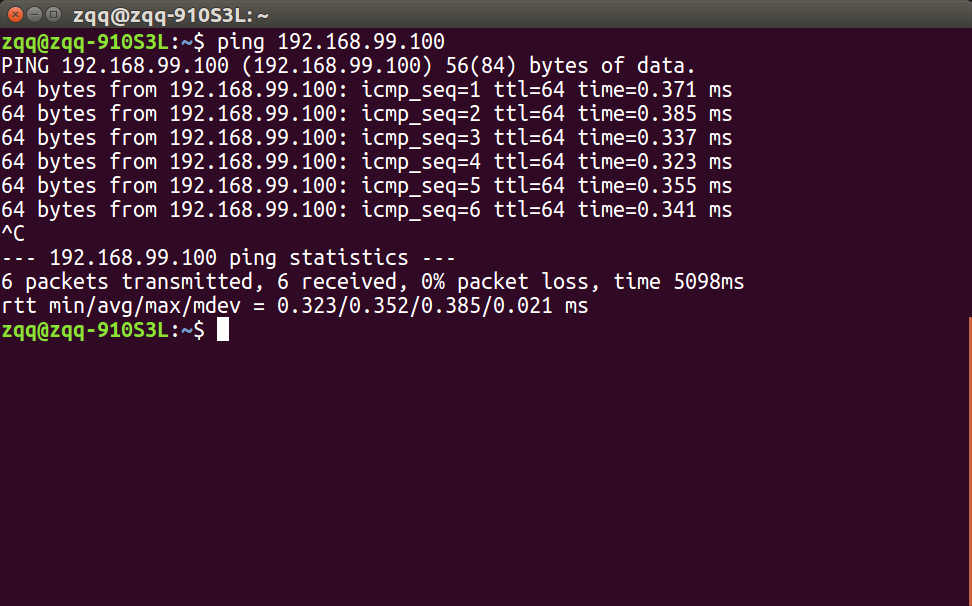 zqq@zqq-910S3L: ~
zqq@zqq-910S3L:~$ ping 192.168.99.100
PING 192.168.99.100 (192.168.99.100) 56(84) bytes of data.
64 bytes from 192.168.99.100: icmp_seq=1 ttl=64 time=0.371 ms
64 bytes from 192.168.99.100: icmp_seq=2 ttl=64 time=0.385 ms
64 bytes from 192.168.99.100: icmp_seq=3 ttl=64 time=0.337 ms
64 bytes from 192.168.99.100: icmp_seq=4 ttl=64 time=0.323 ms
64 bytes from 192.168.99.100: icmp_seq=5 ttl=64 time=0.355 ms
64 bytes from 192.168.99.100: icmp_seq=6 ttl=64 time=0.341 ms
^C
--- 192.168.99.100 ping statistics ---
6 packets transmitted, 6 received, 0% packet loss, time 5098ms
rtt min/avg/max/mdev = 0.323/0.352/0.385/0.021 ms
zqq@zqq-910S3L:~$